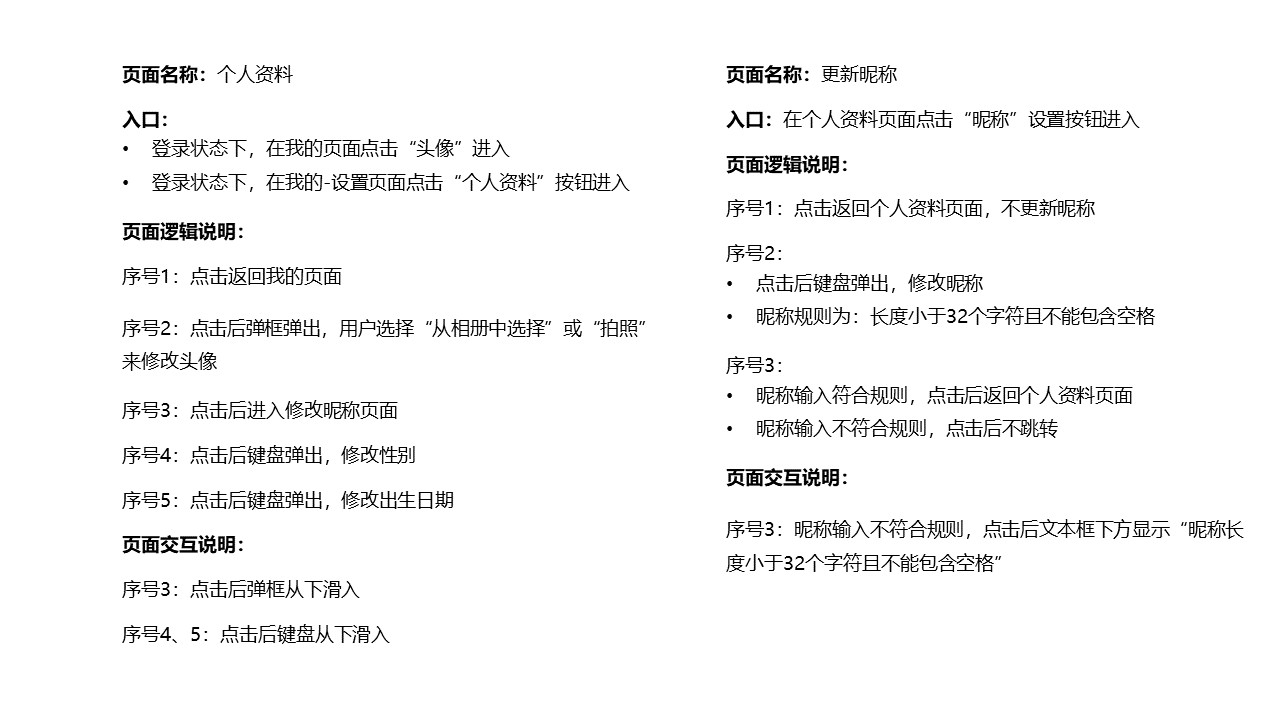 页面名称：个人资料
入口：
• 登录状态下，在我的页面点击“头像”进入
• 登录状态下，在我的-设置页面点击“个人资料”按钮进入
页面逻辑说明：
序号1：点击返回我的页面
序号2：点击后弹框弹出，用户选择“从相册中选择”或“拍照”
来修改头像
序号3：点击后进入修改昵称页面
序号4：点击后键盘弹出，修改性别
序号5：点击后键盘弹出，修改出生日期
页面交互说明：
序号3：点击后弹框从下滑入
序号4、5：点击后键盘从下滑入
页面名称：更新昵称
入口：在个人资料页面点击“昵称”设置按钮进入
页面逻辑说明：
序号1：点击返回个人资料页面，不更新昵称
序号2：
• 点击后键盘弹出，修改昵称
• 昵称规则为：长度小于32个字符且不能包含空格
序号3：
• 昵称输入符合规则，点击后返回个人资料页面
• 昵称输入不符合规则，点击后不跳转
页面交互说明：
序号3：昵称输入不符合规则，点击后文本框下方显示“昵称长
度小于32个字符且不能包含空格”